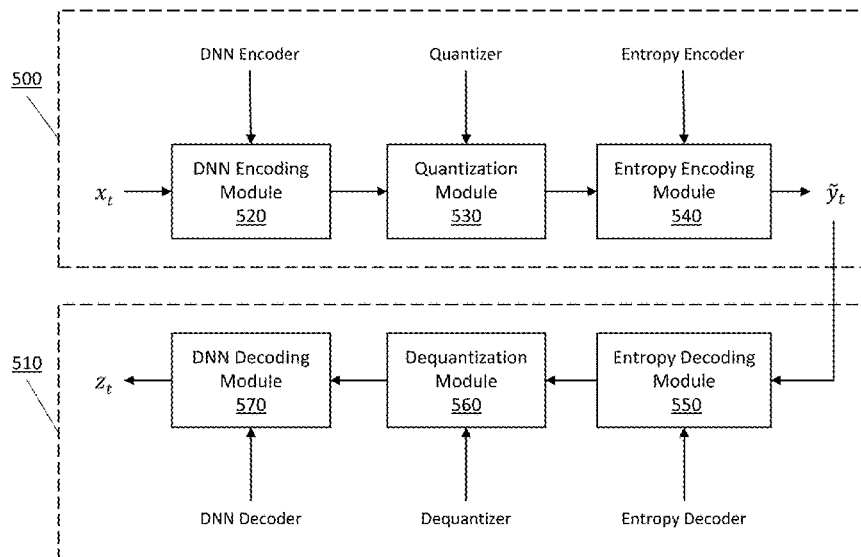 DNN Encoder
Quantizer
Entropy Encoder
500
x_t
DNN Encoding
Module
520
Quantization
Module
530
Entropy Encoding
Module
540
ỹ_t
510
z_t
DNN Decoding
Module
570
Dequantization
Module
560
Entropy Decoding
Module
550
DNN Decoder
Dequantizer
Entropy Decoder